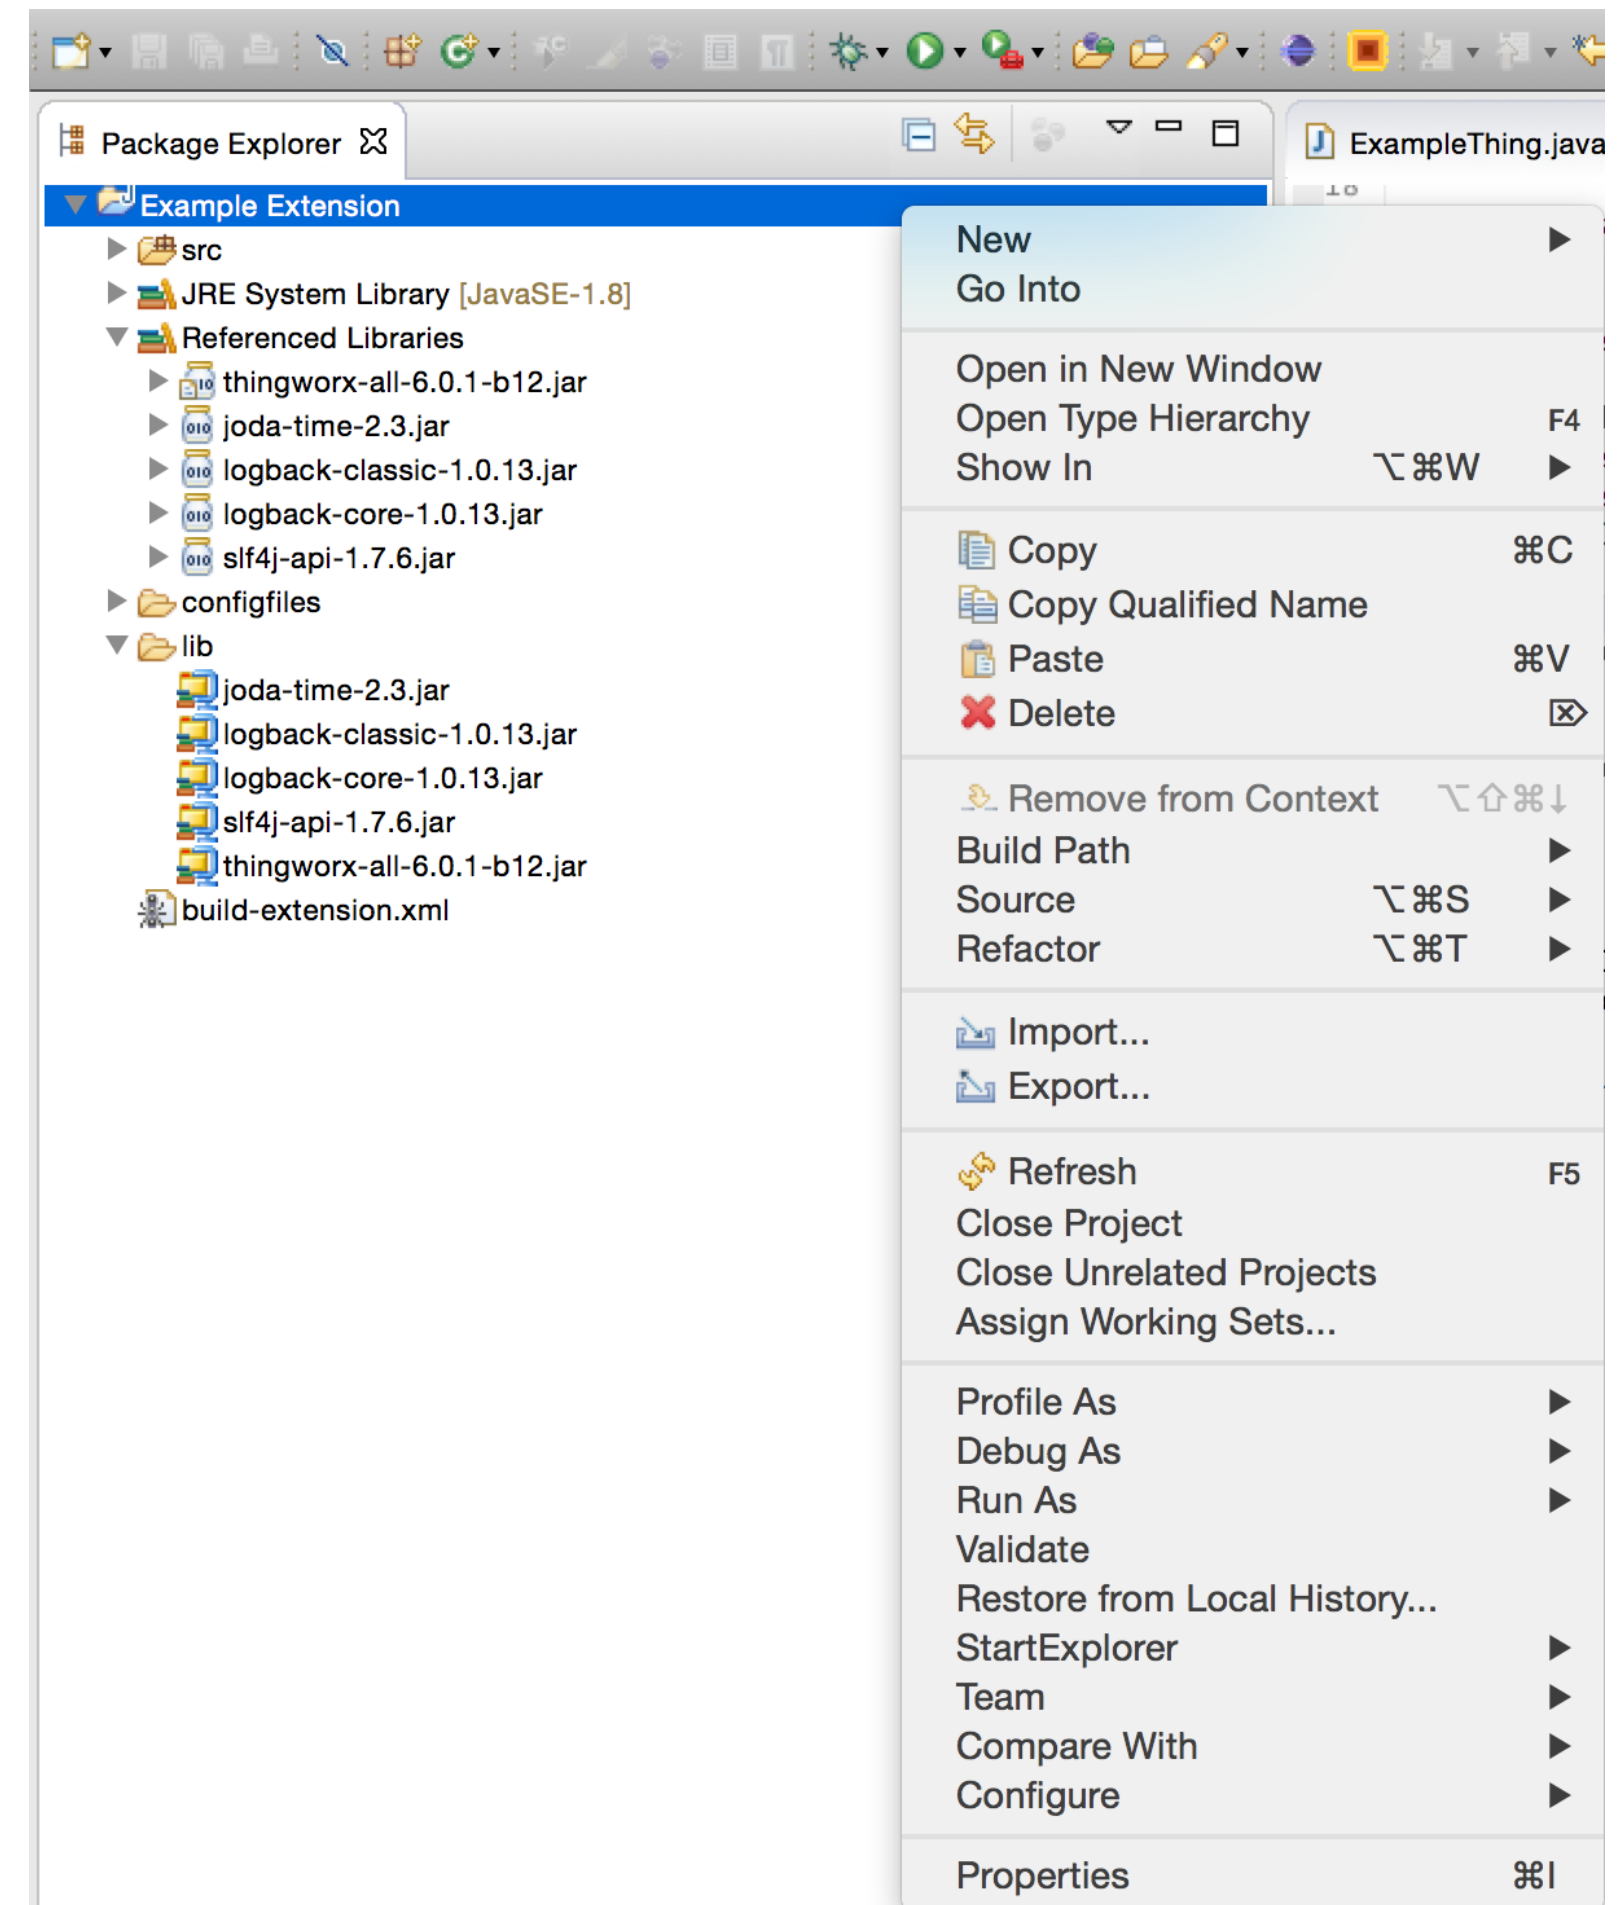 Package Explorer
ExampleThing.java
18
Example Extension
src
JRE System Library [JavaSE-1.8]
Referenced Libraries
thingworx-all-6.0.1-b12.jar
joda-time-2.3.jar
logback-classic-1.0.13.jar
logback-core-1.0.13.jar
slf4j-api-1.7.6.jar
configfiles
lib
joda-time-2.3.jar
logback-classic-1.0.13.jar
logback-core-1.0.13.jar
slf4j-api-1.7.6.jar
thingworx-all-6.0.1-b12.jar
build-extension.xml
New
Go Into
Open in New Window
Open Type Hierarchy F4
Show In ⌥⌘W
Copy ⌘C
Copy Qualified Name
Paste ⌘V
Delete ⌦
Remove from Context ⌥⇧⌘↓
Build Path
Source ⌥⌘S
Refactor ⌥⌘T
Import...
Export...
Refresh F5
Close Project
Close Unrelated Projects
Assign Working Sets...
Profile As
Debug As
Run As
Validate
Restore from Local History...
StartExplorer
Team
Compare With
Configure
Properties ⌘I